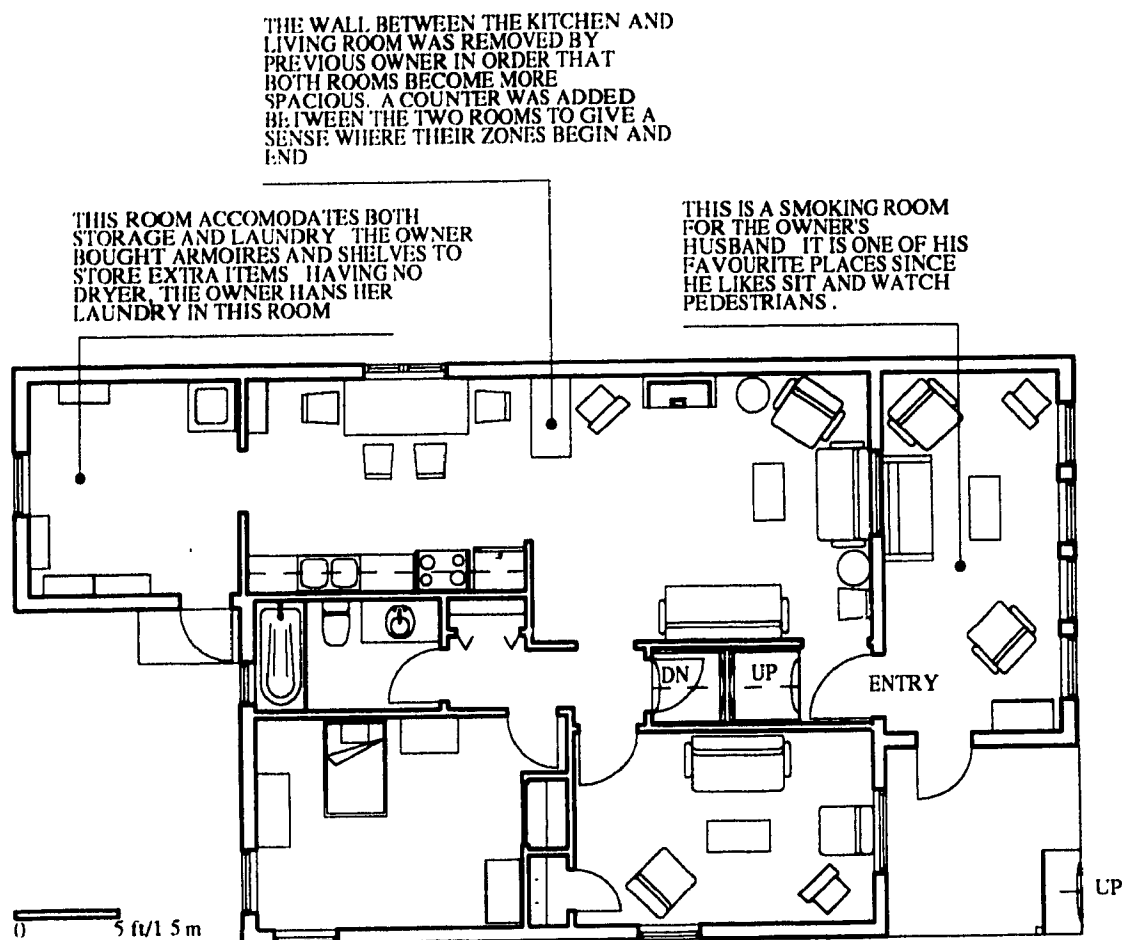 THE WALL BETWEEN THE KITCHEN AND
LIVING ROOM WAS REMOVED BY
PREVIOUS OWNER IN ORDER THAT
BOTH ROOMS BECOME MORE
SPACIOUS. A COUNTER WAS ADDED
BETWEEN THE TWO ROOMS TO GIVE A
SENSE WHERE THEIR ZONES BEGIN AND
END
THIS ROOM ACCOMODATES BOTH
STORAGE AND LAUNDRY THE OWNER
BOUGHT ARMOIRES AND SHELVES TO
STORE EXTRA ITEMS HAVING NO
DRYER, THE OWNER HANS HER
LAUNDRY IN THIS ROOM
THIS IS A SMOKING ROOM
FOR THE OWNER'S
HUSBAND IT IS ONE OF HIS
FAVOURITE PLACES SINCE
HE LIKES SIT AND WATCH
PEDESTRIANS .
DN
UP
ENTRY
UP
0 5 ft/1 5 m